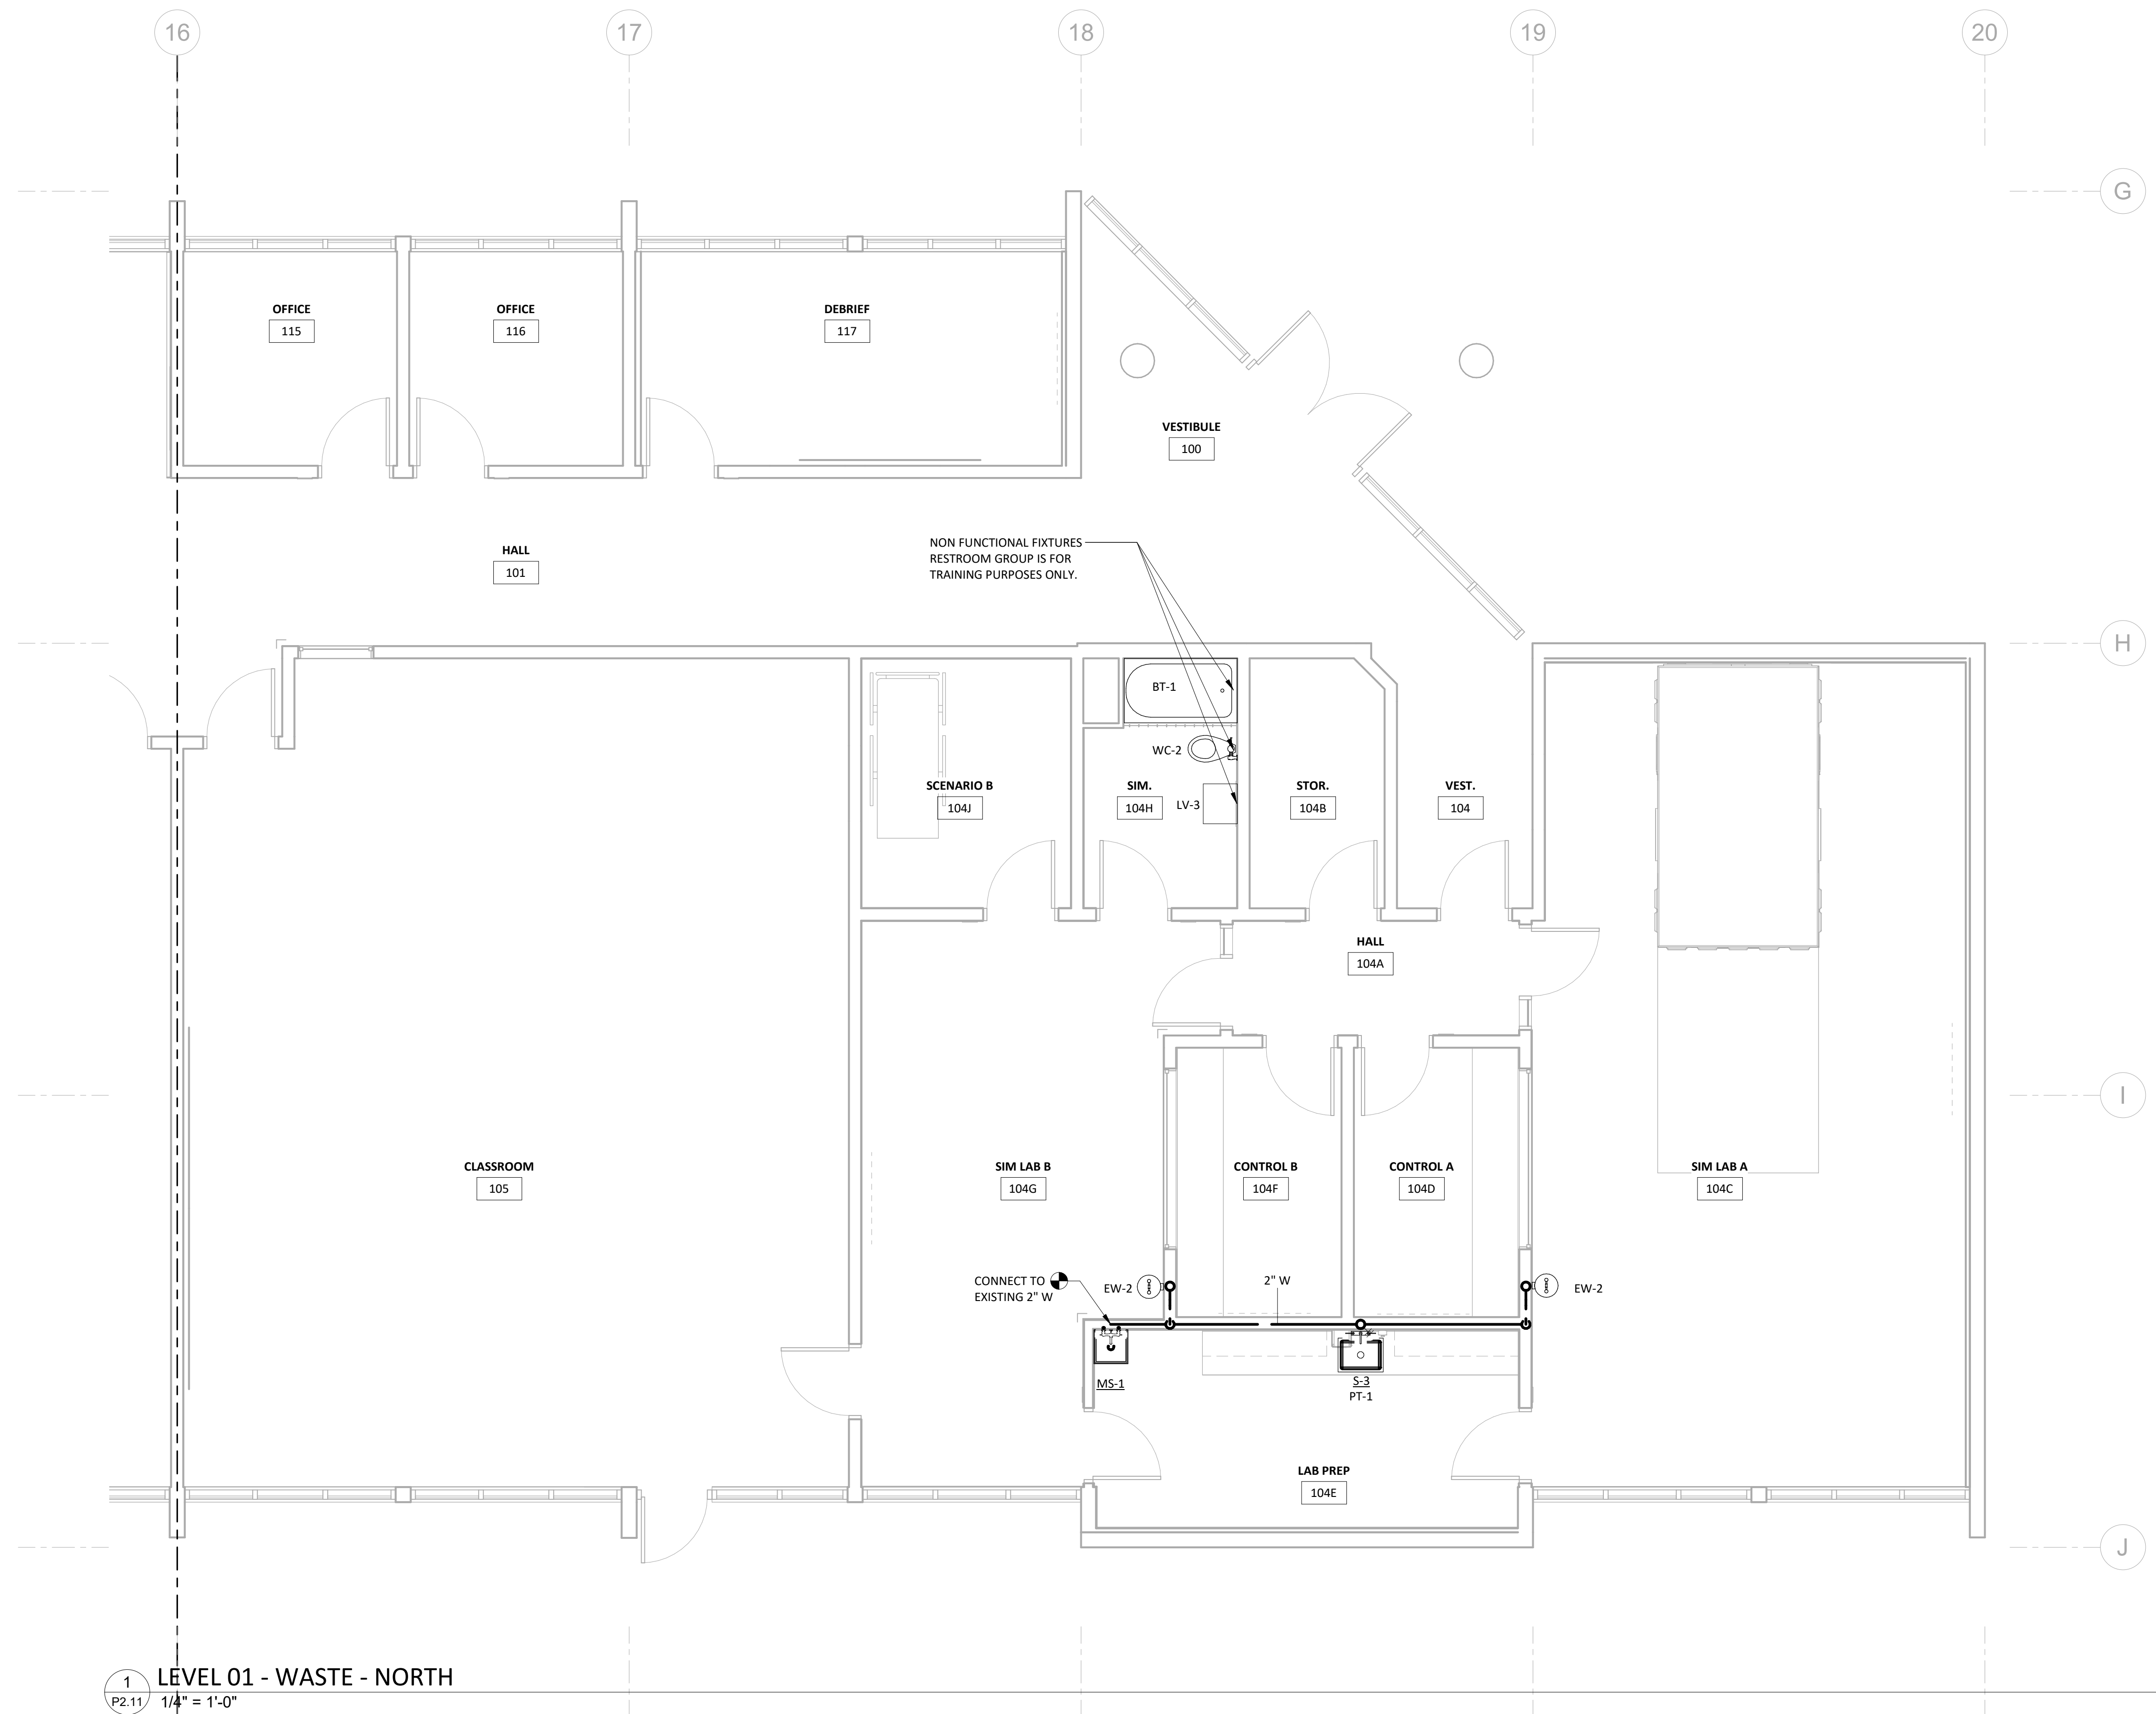 16
17
18
19
20
G
OFFICE
115
OFFICE
116
DEBRIEF
117
VESTIBULE
100
NON FUNCTIONAL FIXTURES
RESTROOM GROUP IS FOR
TRAINING PURPOSES ONLY.
HALL
101
H
BT-1
WC-2
LV-3
SCENARIO B
104J
SIM.
104H
STOR.
104B
VEST.
104
HALL
104A
I
CLASSROOM
105
SIM LAB B
104G
CONTROL B
104F
CONTROL A
104D
SIM LAB A
104C
CONNECT TO
EXISTING 2" W
EW-2
2" W
EW-2
MS-1
S-3
PT-1
LAB PREP
104E
J
1
P2.11
LEVEL 01 - WASTE - NORTH
1/4" = 1'-0"